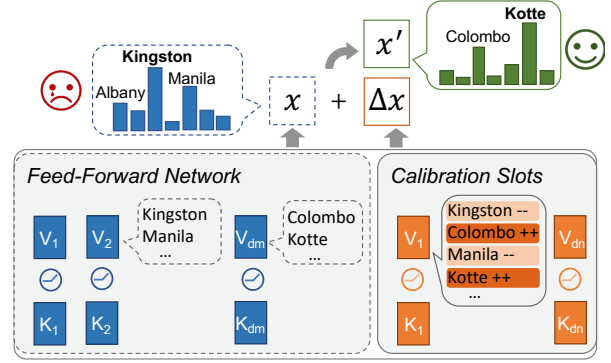 Kotte
Kingston
Colombo
Albany
Manila
x
+
Δx
x′
Feed-Forward Network
Calibration Slots
V1
V2
Kingston
Manila
...
Vdm
Colombo
Kotte
...
V1
Kingston --
Colombo ++
Manila --
Kotte ++
...
Vdn
K1
K2
Kdm
K1
Kdn